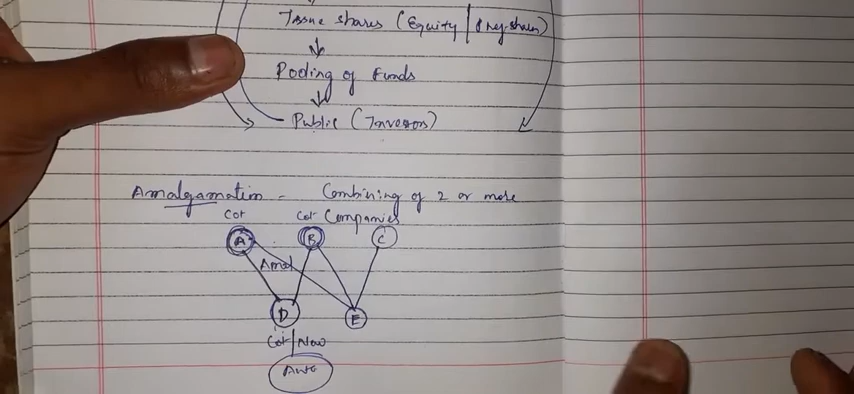 Issue shares (Equity | Pref. shares)
Pooling of Funds
Public (Investors)
Amalgamation = Combining of 2 or more
Companies
Co1 Co1
A B C
Amal
D E
Co1 | New